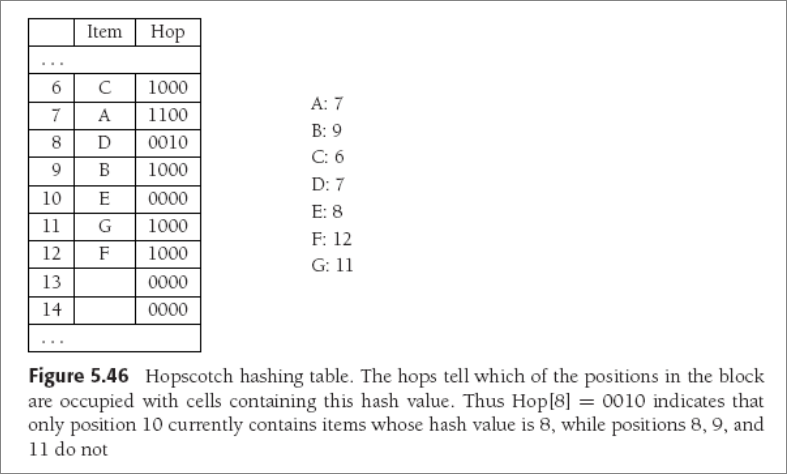 Item Hop
...
6 C 1000
7 A 1100
8 D 0010
9 B 1000
10 E 0000
11 G 1000
12 F 1000
13 0000
14 0000
...
A: 7
B: 9
C: 6
D: 7
E: 8
F: 12
G: 11
Figure 5.46 Hopscotch hashing table. The hops tell which of the positions in the block
are occupied with cells containing this hash value. Thus Hop[8] = 0010 indicates that
only position 10 currently contains items whose hash value is 8, while positions 8, 9, and
11 do not